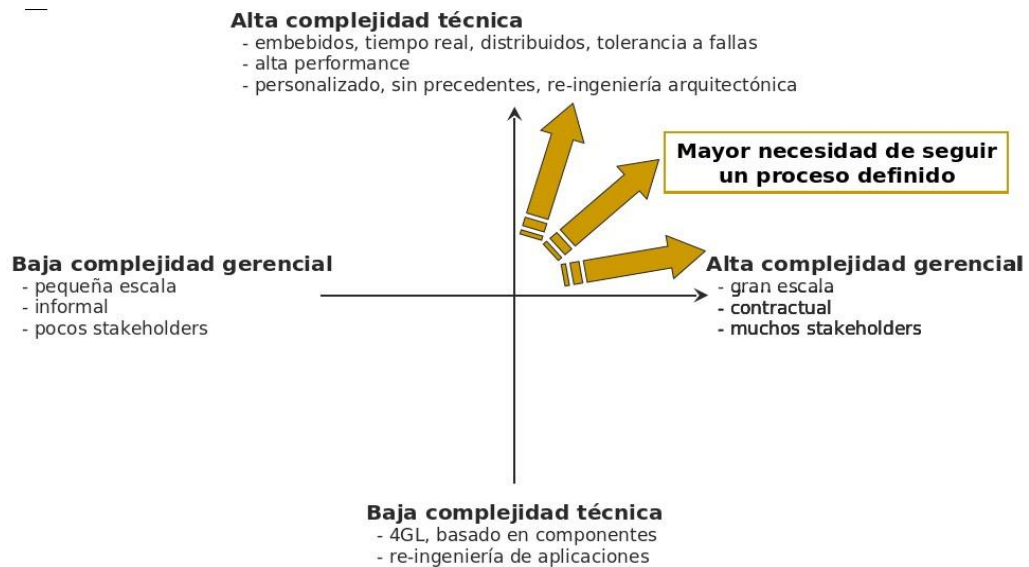 Alta complejidad técnica
- embebidos, tiempo real, distribuidos, tolerancia a fallas
- alta performance
- personalizado, sin precedentes, re-ingeniería arquitectónica
Mayor necesidad de seguir
un proceso definido
Baja complejidad gerencial
- pequeña escala
- informal
- pocos stakeholders
Alta complejidad gerencial
- gran escala
- contractual
- muchos stakeholders
Baja complejidad técnica
- 4GL, basado en componentes
- re-ingeniería de aplicaciones